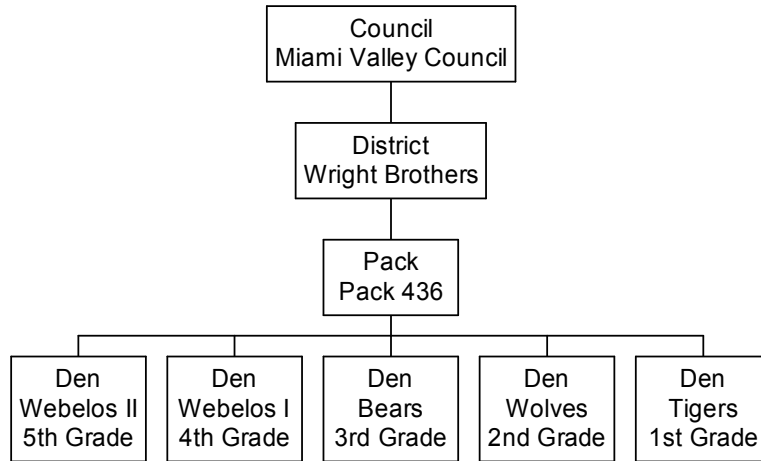 Council
Miami Valley Council
District
Wright Brothers
Pack
Pack 436
Den
Webelos II
5th Grade
Den
Webelos I
4th Grade
Den
Bears
3rd Grade
Den
Wolves
2nd Grade
Den
Tigers
1st Grade